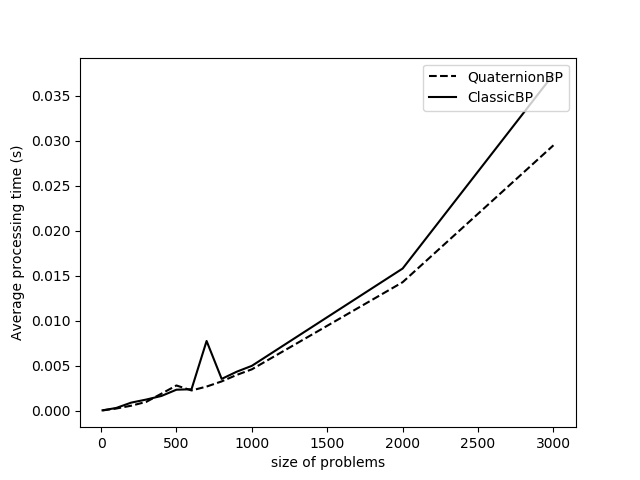 QuaternionBP
ClassicBP
0.035
0.030
0.025
0.020
0.015
0.010
0.005
0.000
Average processing time (s)
0 500 1000 1500 2000 2500 3000
size of problems